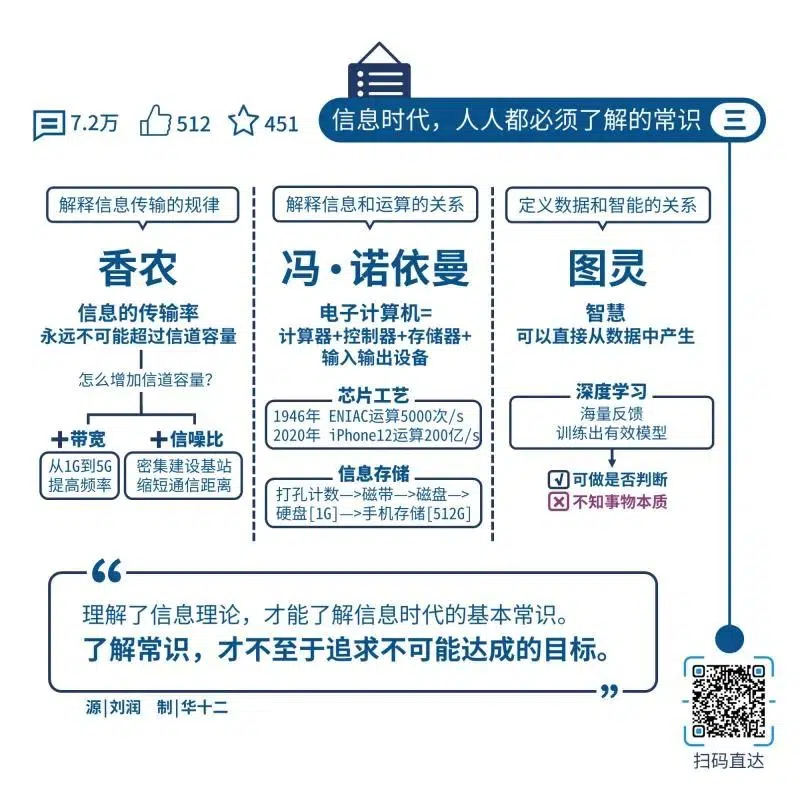 7.2万 512 451
信息时代，人人都必须了解的常识 三
解释信息传输的规律
香农
信息的传输率
永远不可能超过信道容量
怎么增加信道容量?
+带宽
从1G到5G
提高频率
+信噪比
密集建设基站
缩短通信距离
解释信息和运算的关系
冯·诺依曼
电子计算机=
计算器+控制器+存储器+
输入输出设备
芯片工艺
1946年 ENIAC运算5000次/s
2020年 iPhone12运算200亿/s
信息存储
打孔计数—>磁带—>磁盘—>
硬盘[1G]—>手机存储[512G]
定义数据和智能的关系
图灵
智慧
可以直接从数据中产生
深度学习
海量反馈
训练出有效模型
可做是否判断
不知事物本质
“
理解了信息理论，才能了解信息时代的基本常识。
了解常识，才不至于追求不可能达成的目标。
”
源|刘润 制|华十二
扫码直达